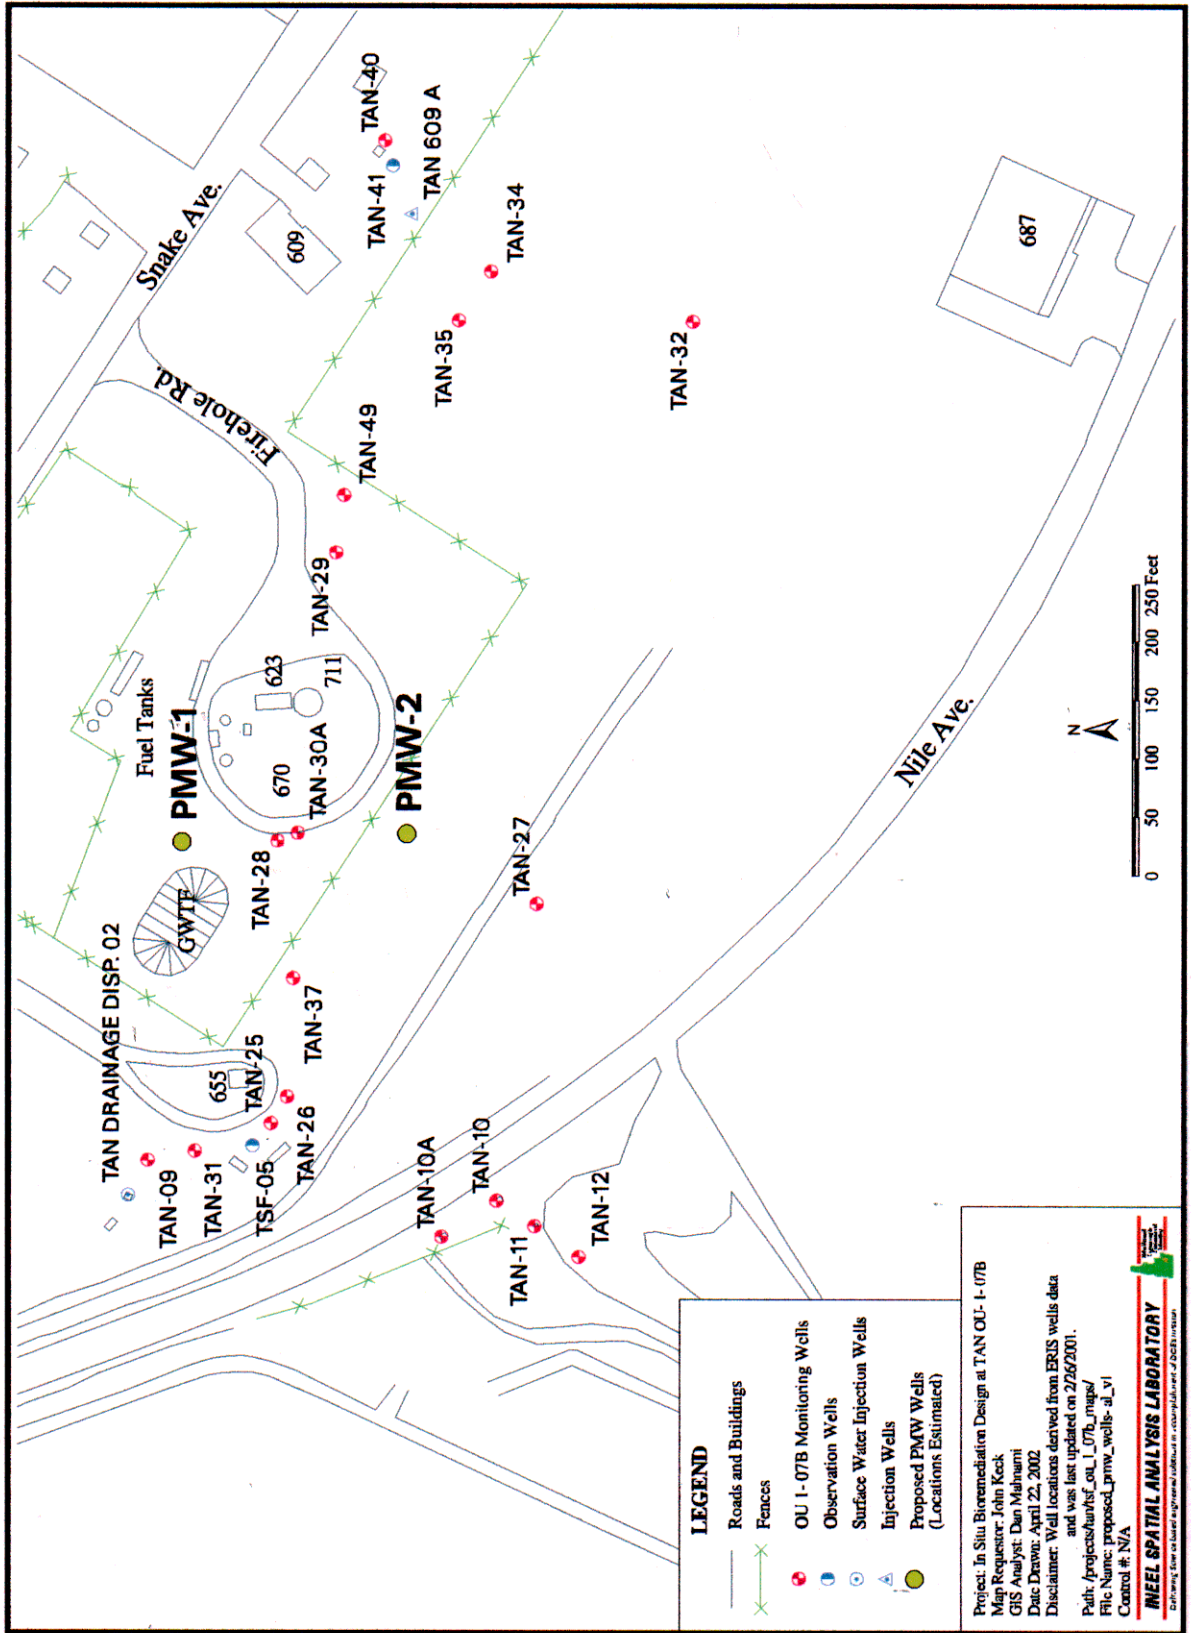 TAN-40
TAN-41
TAN 609 A
TAN-34
TAN-35
TAN-32
TAN-49
TAN-29
Snake Ave.
Firehole Rd.
609
687
Fuel Tanks
PMW-1
623
711
670
TAN-30A
PMW-2
TAN-28
GWTF
TAN-27
TAN DRAINAGE DISP. 02
TAN-37
655
TAN-25
TAN-26
TAN-09
TAN-31
TSF-05
TAN-10A
TAN-10
TAN-11
TAN-12
Nile Ave.
N
0 50 100 150 200 250 Feet
LEGEND
Roads and Buildings
Fences
OU 1-07B Monitoring Wells
Observation Wells
Surface Water Injection Wells
Injection Wells
Proposed PMW Wells
(Locations Estimated)
Project: In Situ Bioremediation Design at TAN OU- 1- 07B
Map Requestor: John Keck
GIS Analyst: Dan Mahnami
Date Drawn: April 22, 2002
Disclaimer: Well locations derived from ERIS wells data
and was last updated on 2/26/2001.
Path: /projects/tan/tsf_ou_1_07b_maps/
File Name: proposed_pmw_wells- al_v1
Control #: N/A
INEEL SPATIAL ANALYSIS LABORATORY